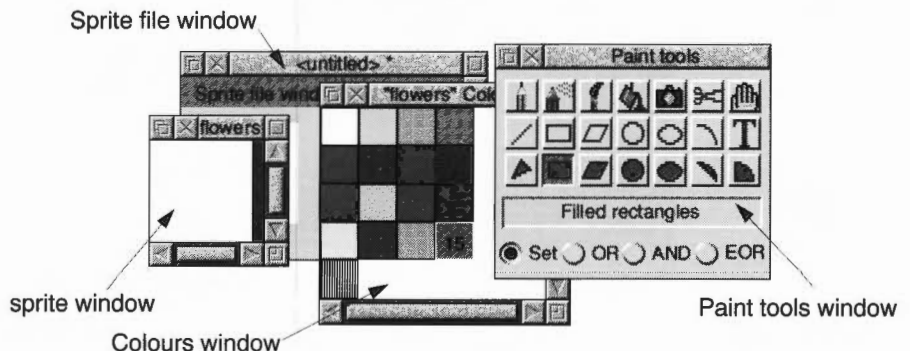 Sprite file window
<untitled> *
Paint tools
Sprite file wind
"flowers" Colo
flowers
T
Filled rectangles
15
Set OR AND EOR
sprite window
Paint tools window
Colours window